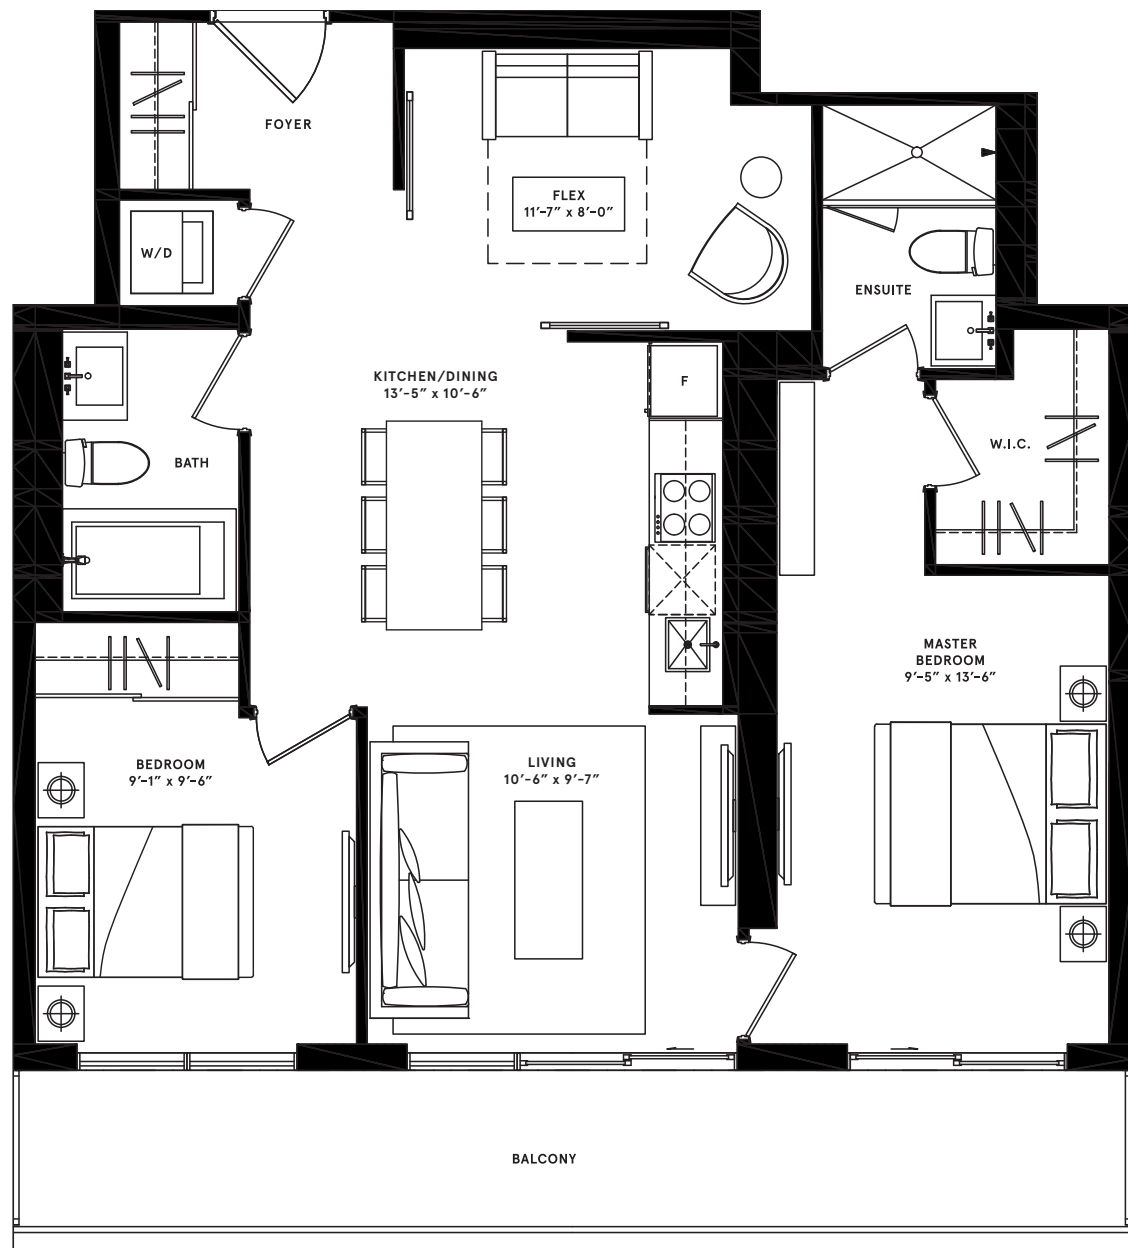 FOYER
FLEX
11'-7" x 8'-0"
W/D
ENSUITE
KITCHEN/DINING
13'-5" x 10'-6"
F
W.I.C.
BATH
MASTER
BEDROOM
9'-5" x 13'-6"
BEDROOM
9'-1" x 9'-6"
LIVING
10'-6" x 9'-7"
BALCONY